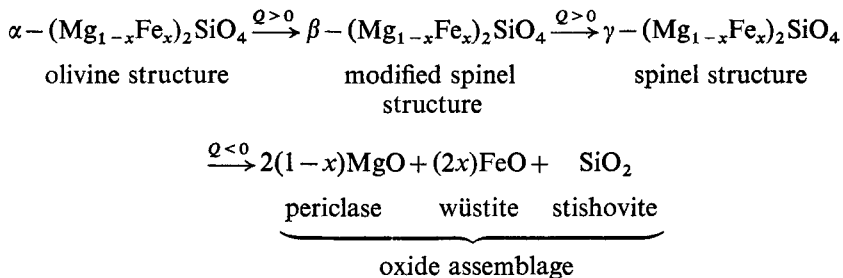 α−(Mg₁₋ₓFeₓ)₂SiO₄ Q>0⟶ β−(Mg₁₋ₓFeₓ)₂SiO₄ Q>0⟶ γ−(Mg₁₋ₓFeₓ)₂SiO₄
olivine structure modified spinel spinel structure
structure
Q<0⟶ 2(1−x)MgO+(2x)FeO+ SiO₂
periclase wüstite stishovite
oxide assemblage